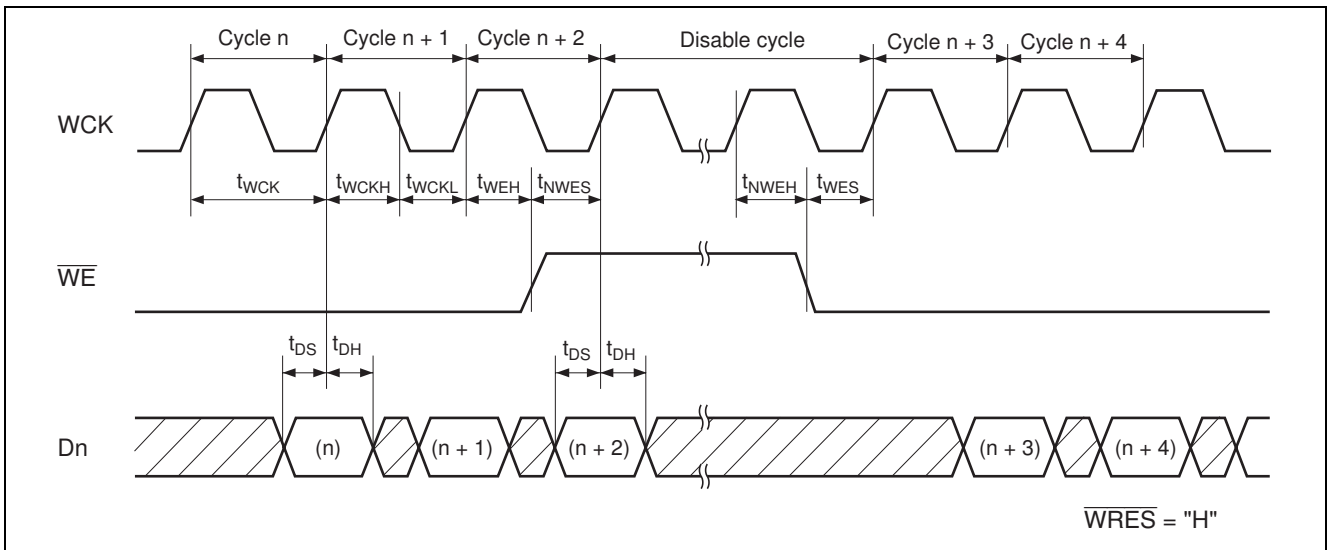 Cycle n Cycle n + 1 Cycle n + 2 Disable cycle Cycle n + 3 Cycle n + 4
WCK
tWCK tWCKH tWCKL tWEH tNWES tNWEH tWES
WE
tDS tDH tDS tDH
Dn (n) (n + 1) (n + 2) (n + 3) (n + 4)
WRES = "H"